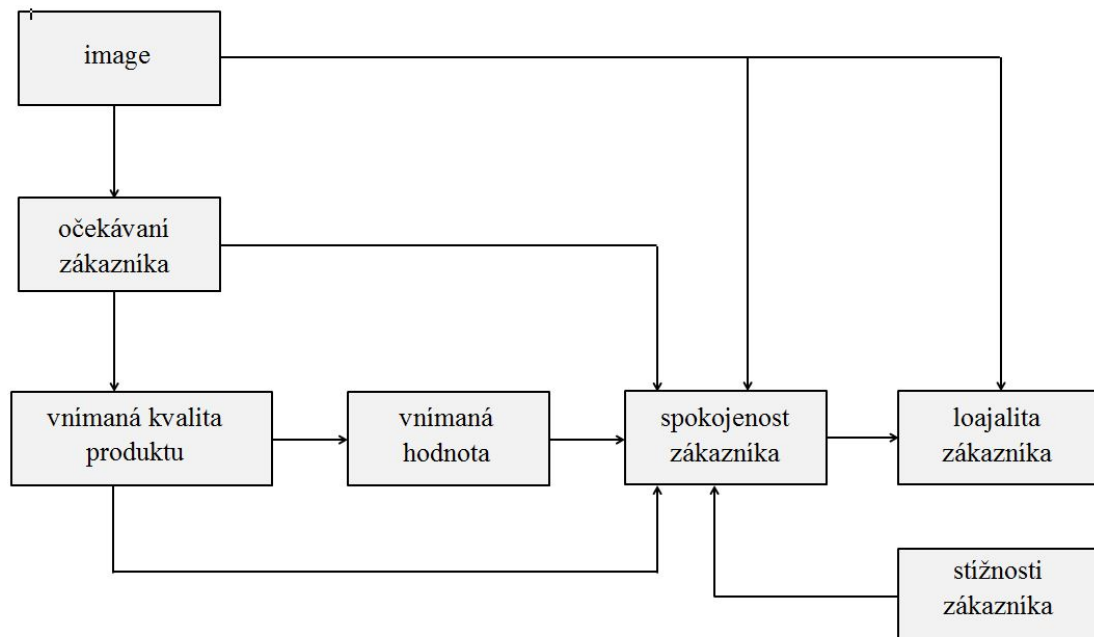 image
očekávaní
zákazníka
vnímaná kvalita
produktu
vnímaná
hodnota
spokojenost
zákazníka
loajalita
zákazníka
stížnosti
zákazníka